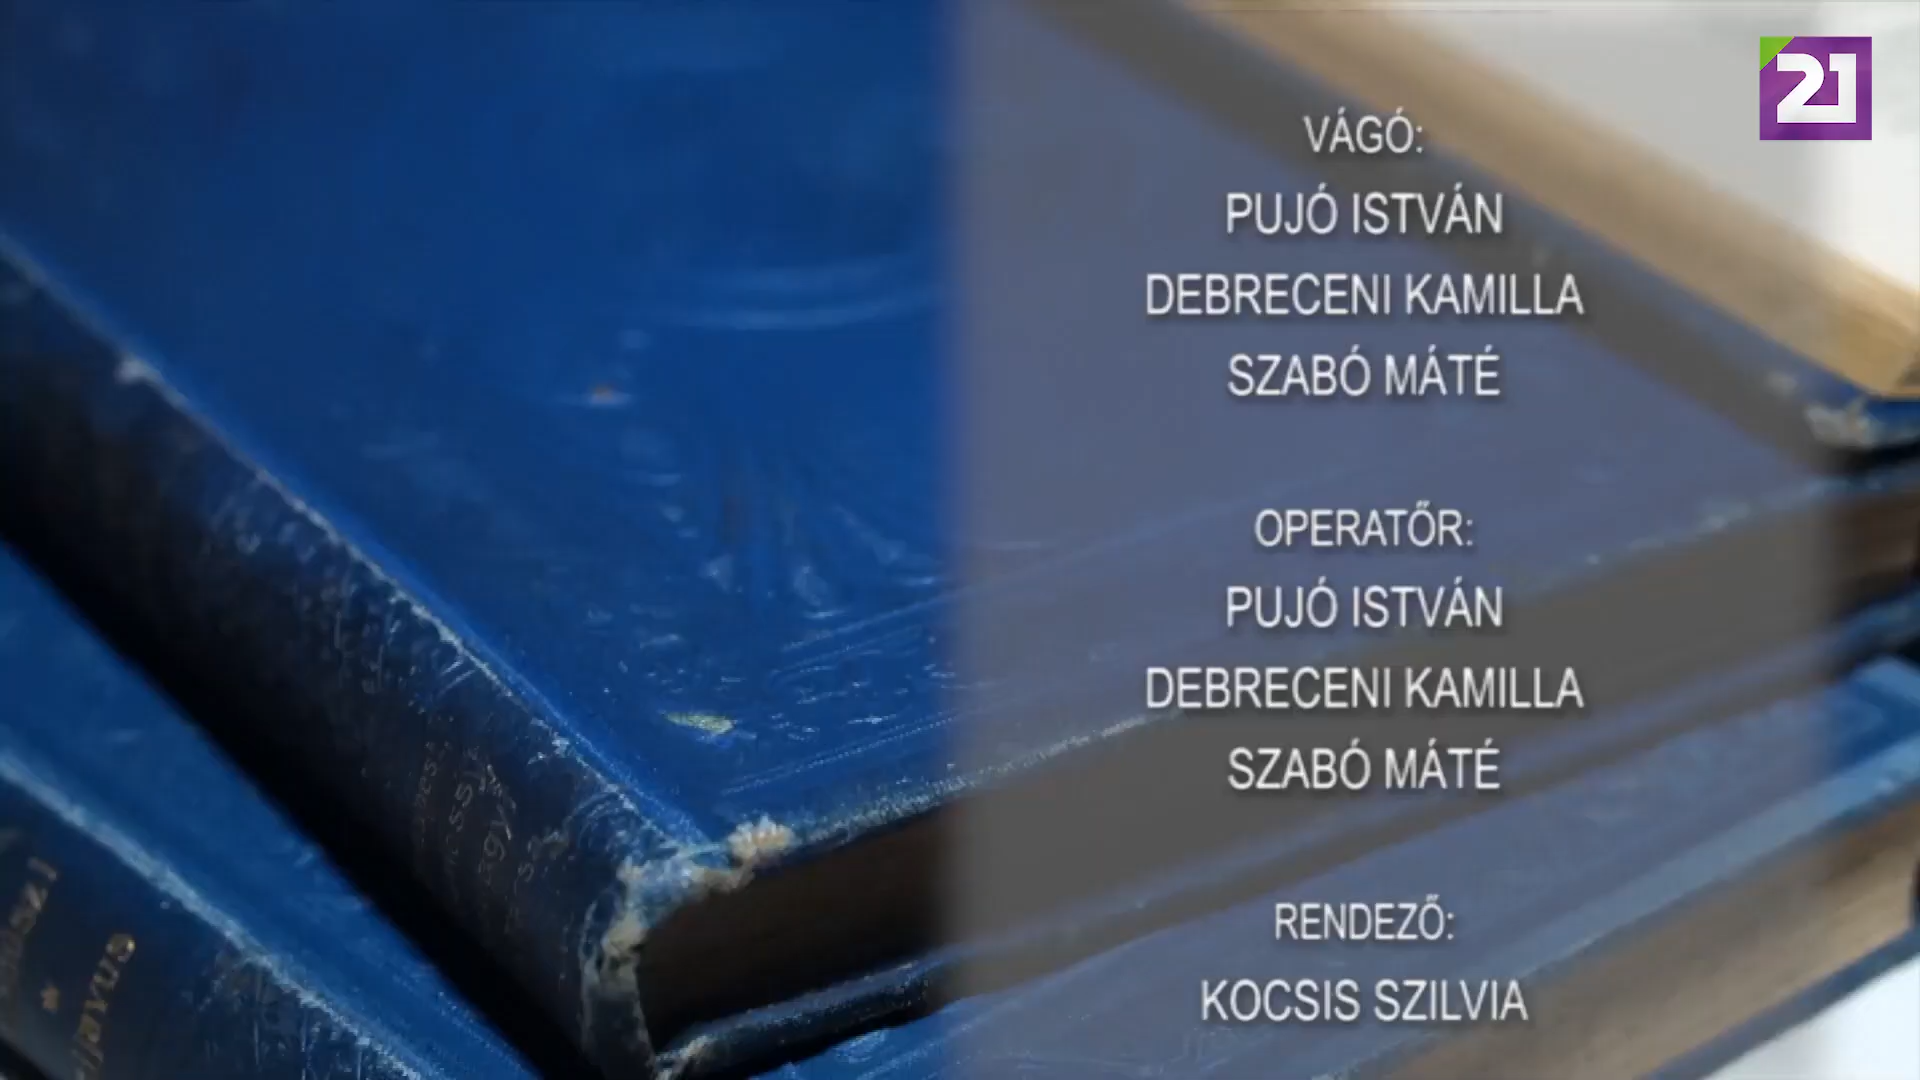 21
VÁGÓ:
PUJÓ ISTVÁN
DEBRECENI KAMILLA
SZABÓ MÁTÉ
OPERATŐR:
PUJÓ ISTVÁN
DEBRECENI KAMILLA
SZABÓ MÁTÉ
RENDEZŐ:
KOCSIS SZILVIA